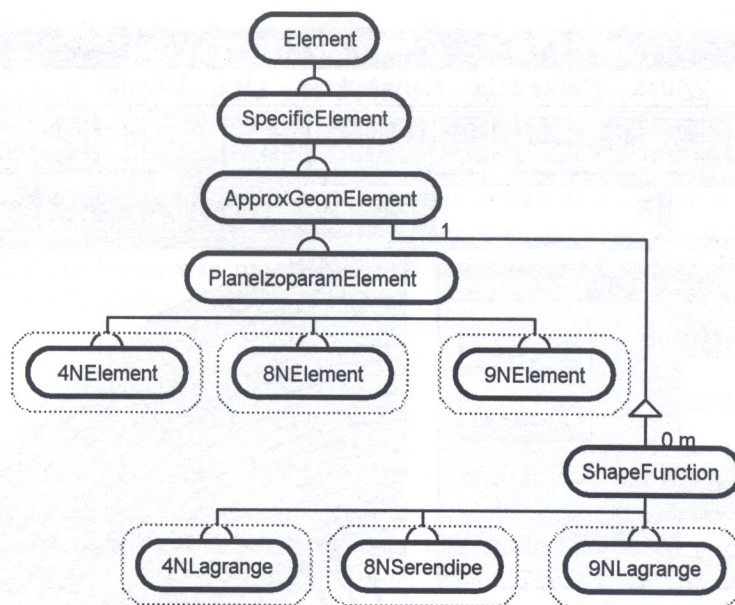 Element
SpecificElement
ApproxGeomElement
1
PlaneIzoparamElement
4NElement
8NElement
9NElement
0 m
ShapeFunction
4NLagrange
8NSerendipe
9NLagrange